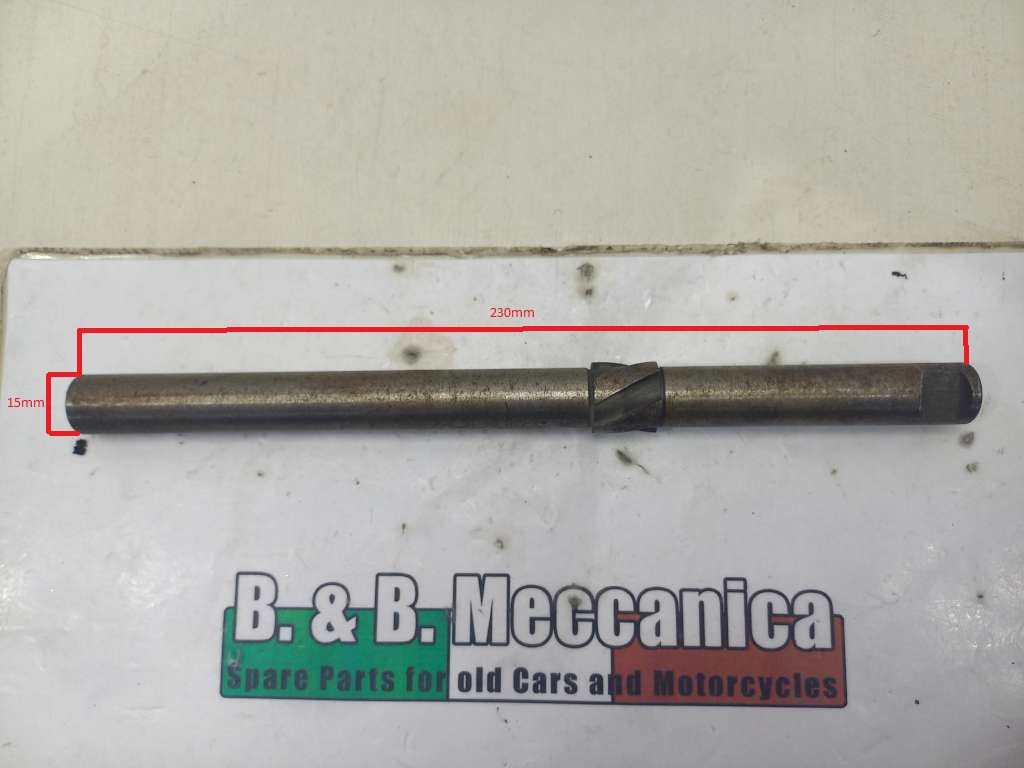 230mm
15mm
B. & B. Meccanica
Spare Parts for old Cars and Motorcycles